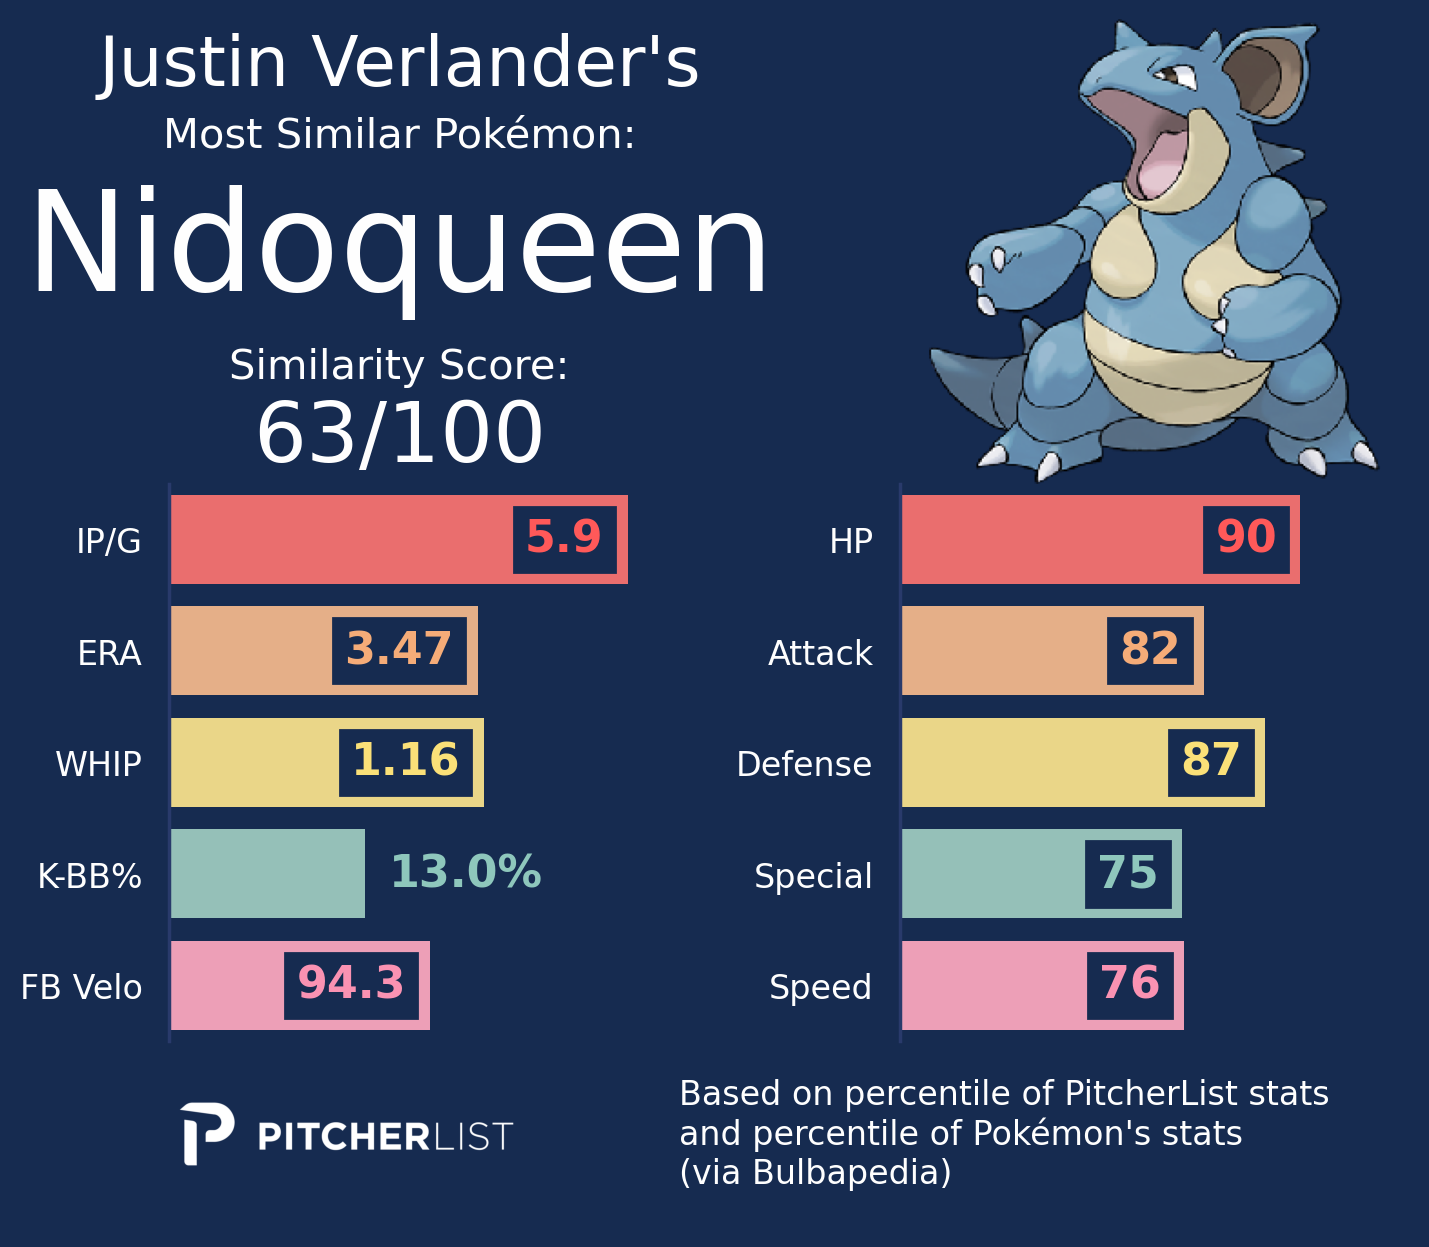 Justin Verlander's
Most Similar Pokémon:
Nidoqueen
Similarity Score:
63/100
IP/G 5.9
ERA 3.47
WHIP 1.16
K-BB% 13.0%
FB Velo 94.3
HP 90
Attack 82
Defense 87
Special 75
Speed 76
PITCHERLIST
Based on percentile of PitcherList stats
and percentile of Pokémon's stats
(via Bulbapedia)